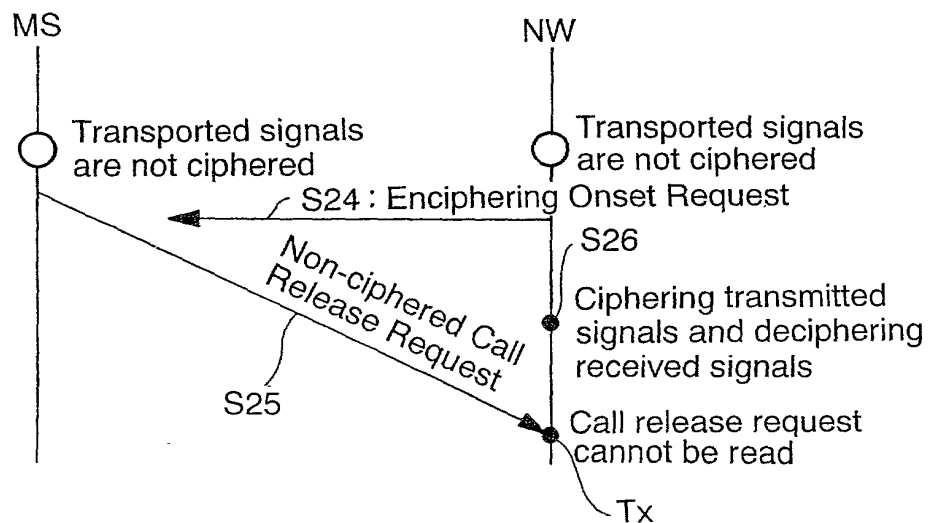 MS
NW
Transported signals
are not ciphered
Transported signals
are not ciphered
S24 : Enciphering Onset Request
S26
Non-ciphered Call
Release Request
Ciphering transmitted
signals and deciphering
received signals
S25
Call release request
cannot be read
Tx